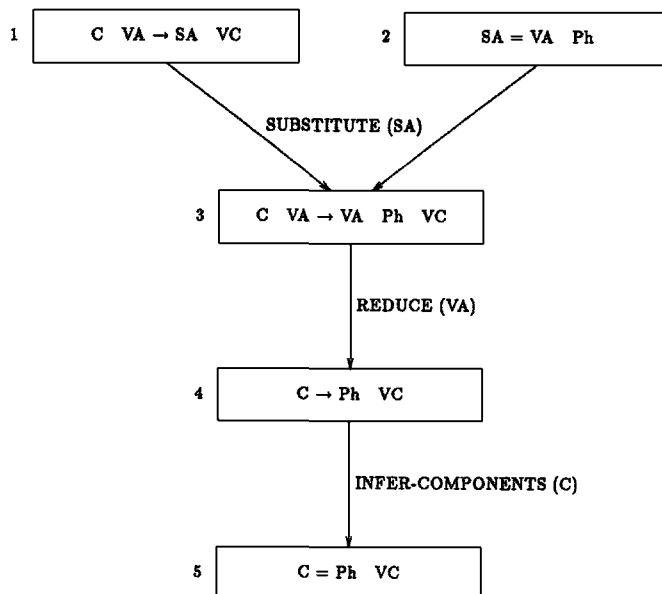 1 C VA → SA VC
2 SA = VA Ph
SUBSTITUTE (SA)
3 C VA → VA Ph VC
REDUCE (VA)
4 C → Ph VC
INFER-COMPONENTS (C)
5 C = Ph VC